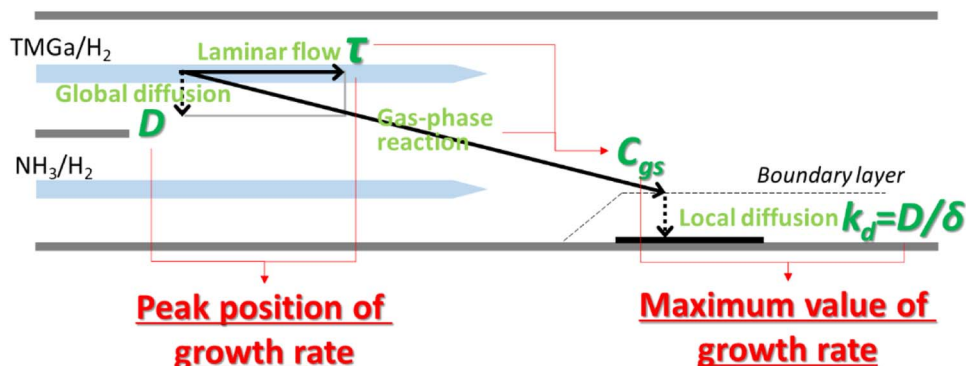 TMGa/H2
Laminar flow τ
Global diffusion
D
Gas-phase
reaction
Cgs
NH3/H2
Boundary layer
Local diffusion kd=D/δ
Peak position of
growth rate
Maximum value of
growth rate